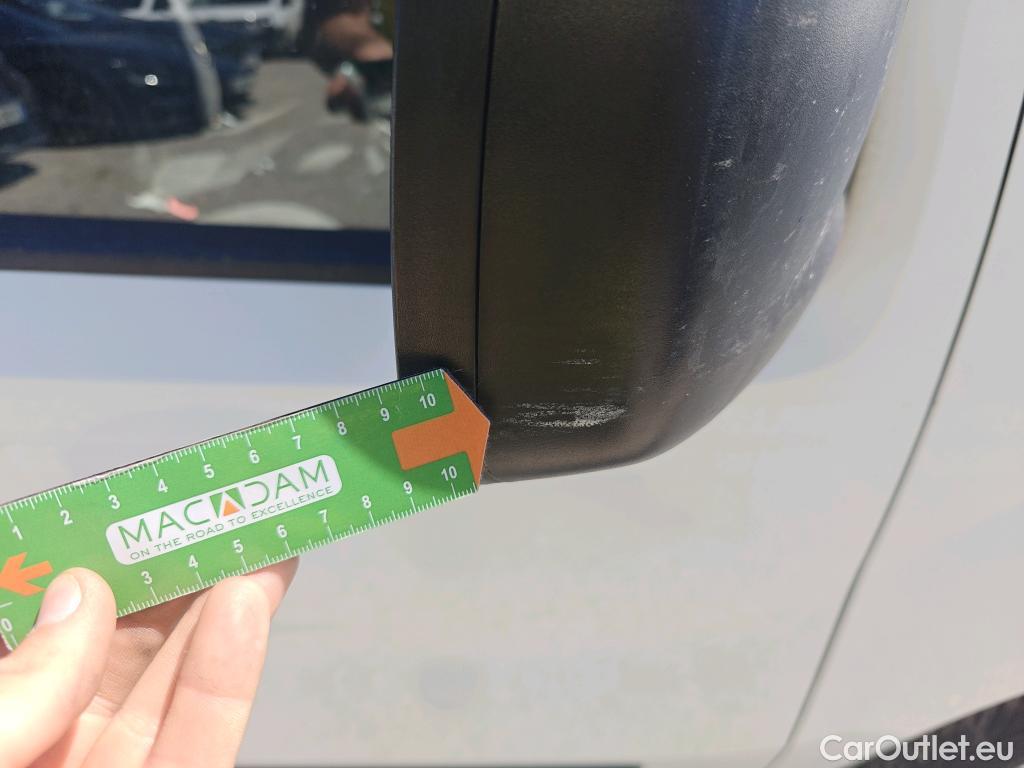 1 2 3 4 5 6 7 8 9 10
MACADAM
ON THE ROAD TO EXCELLENCE
0 3 4 5 6 7 8 9 10
CarOutlet.eu